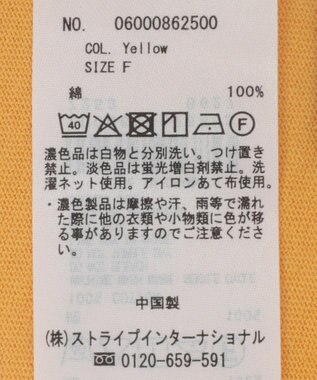 NO. 06000862500
COL. Yellow
SIZE F
綿 100%
40 F
濃色品は白物と分別洗い。つけ置き
禁止。淡色品は蛍光増白剤禁止。洗
濯ネット使用。アイロンあて布使用。
・濃色製品は摩擦や汗、雨等で濡れ
た際に他の衣類や小物類に色が移
る事がありますのでご注意くださ
い。
中国製
(株)ストライプインターナショナル
0120-659-591